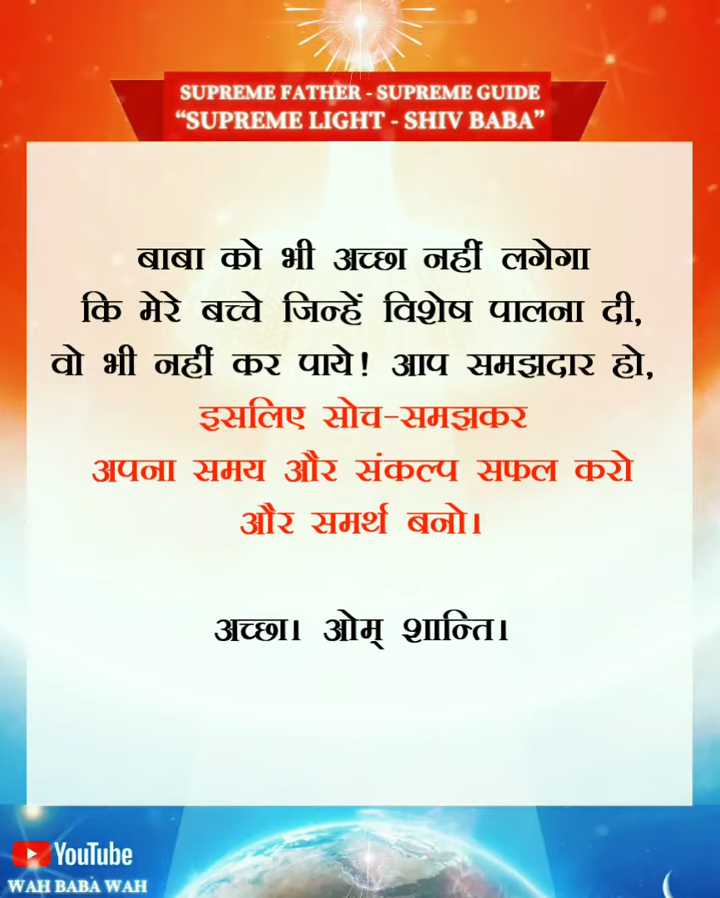 SUPREME FATHER - SUPREME GUIDE
“SUPREME LIGHT - SHIV BABA”
बाबा को भी अच्छा नहीं लगेगा
कि मेरे बच्चे जिन्हें विशेष पालना दी,
वो भी नहीं कर पाये! आप समझदार हो,
इसलिए सोच-समझकर
अपना समय और संकल्प सफल करो
और समर्थ बनो।
अच्छा। ओम् शान्ति।
YouTube
WAH BABA WAH